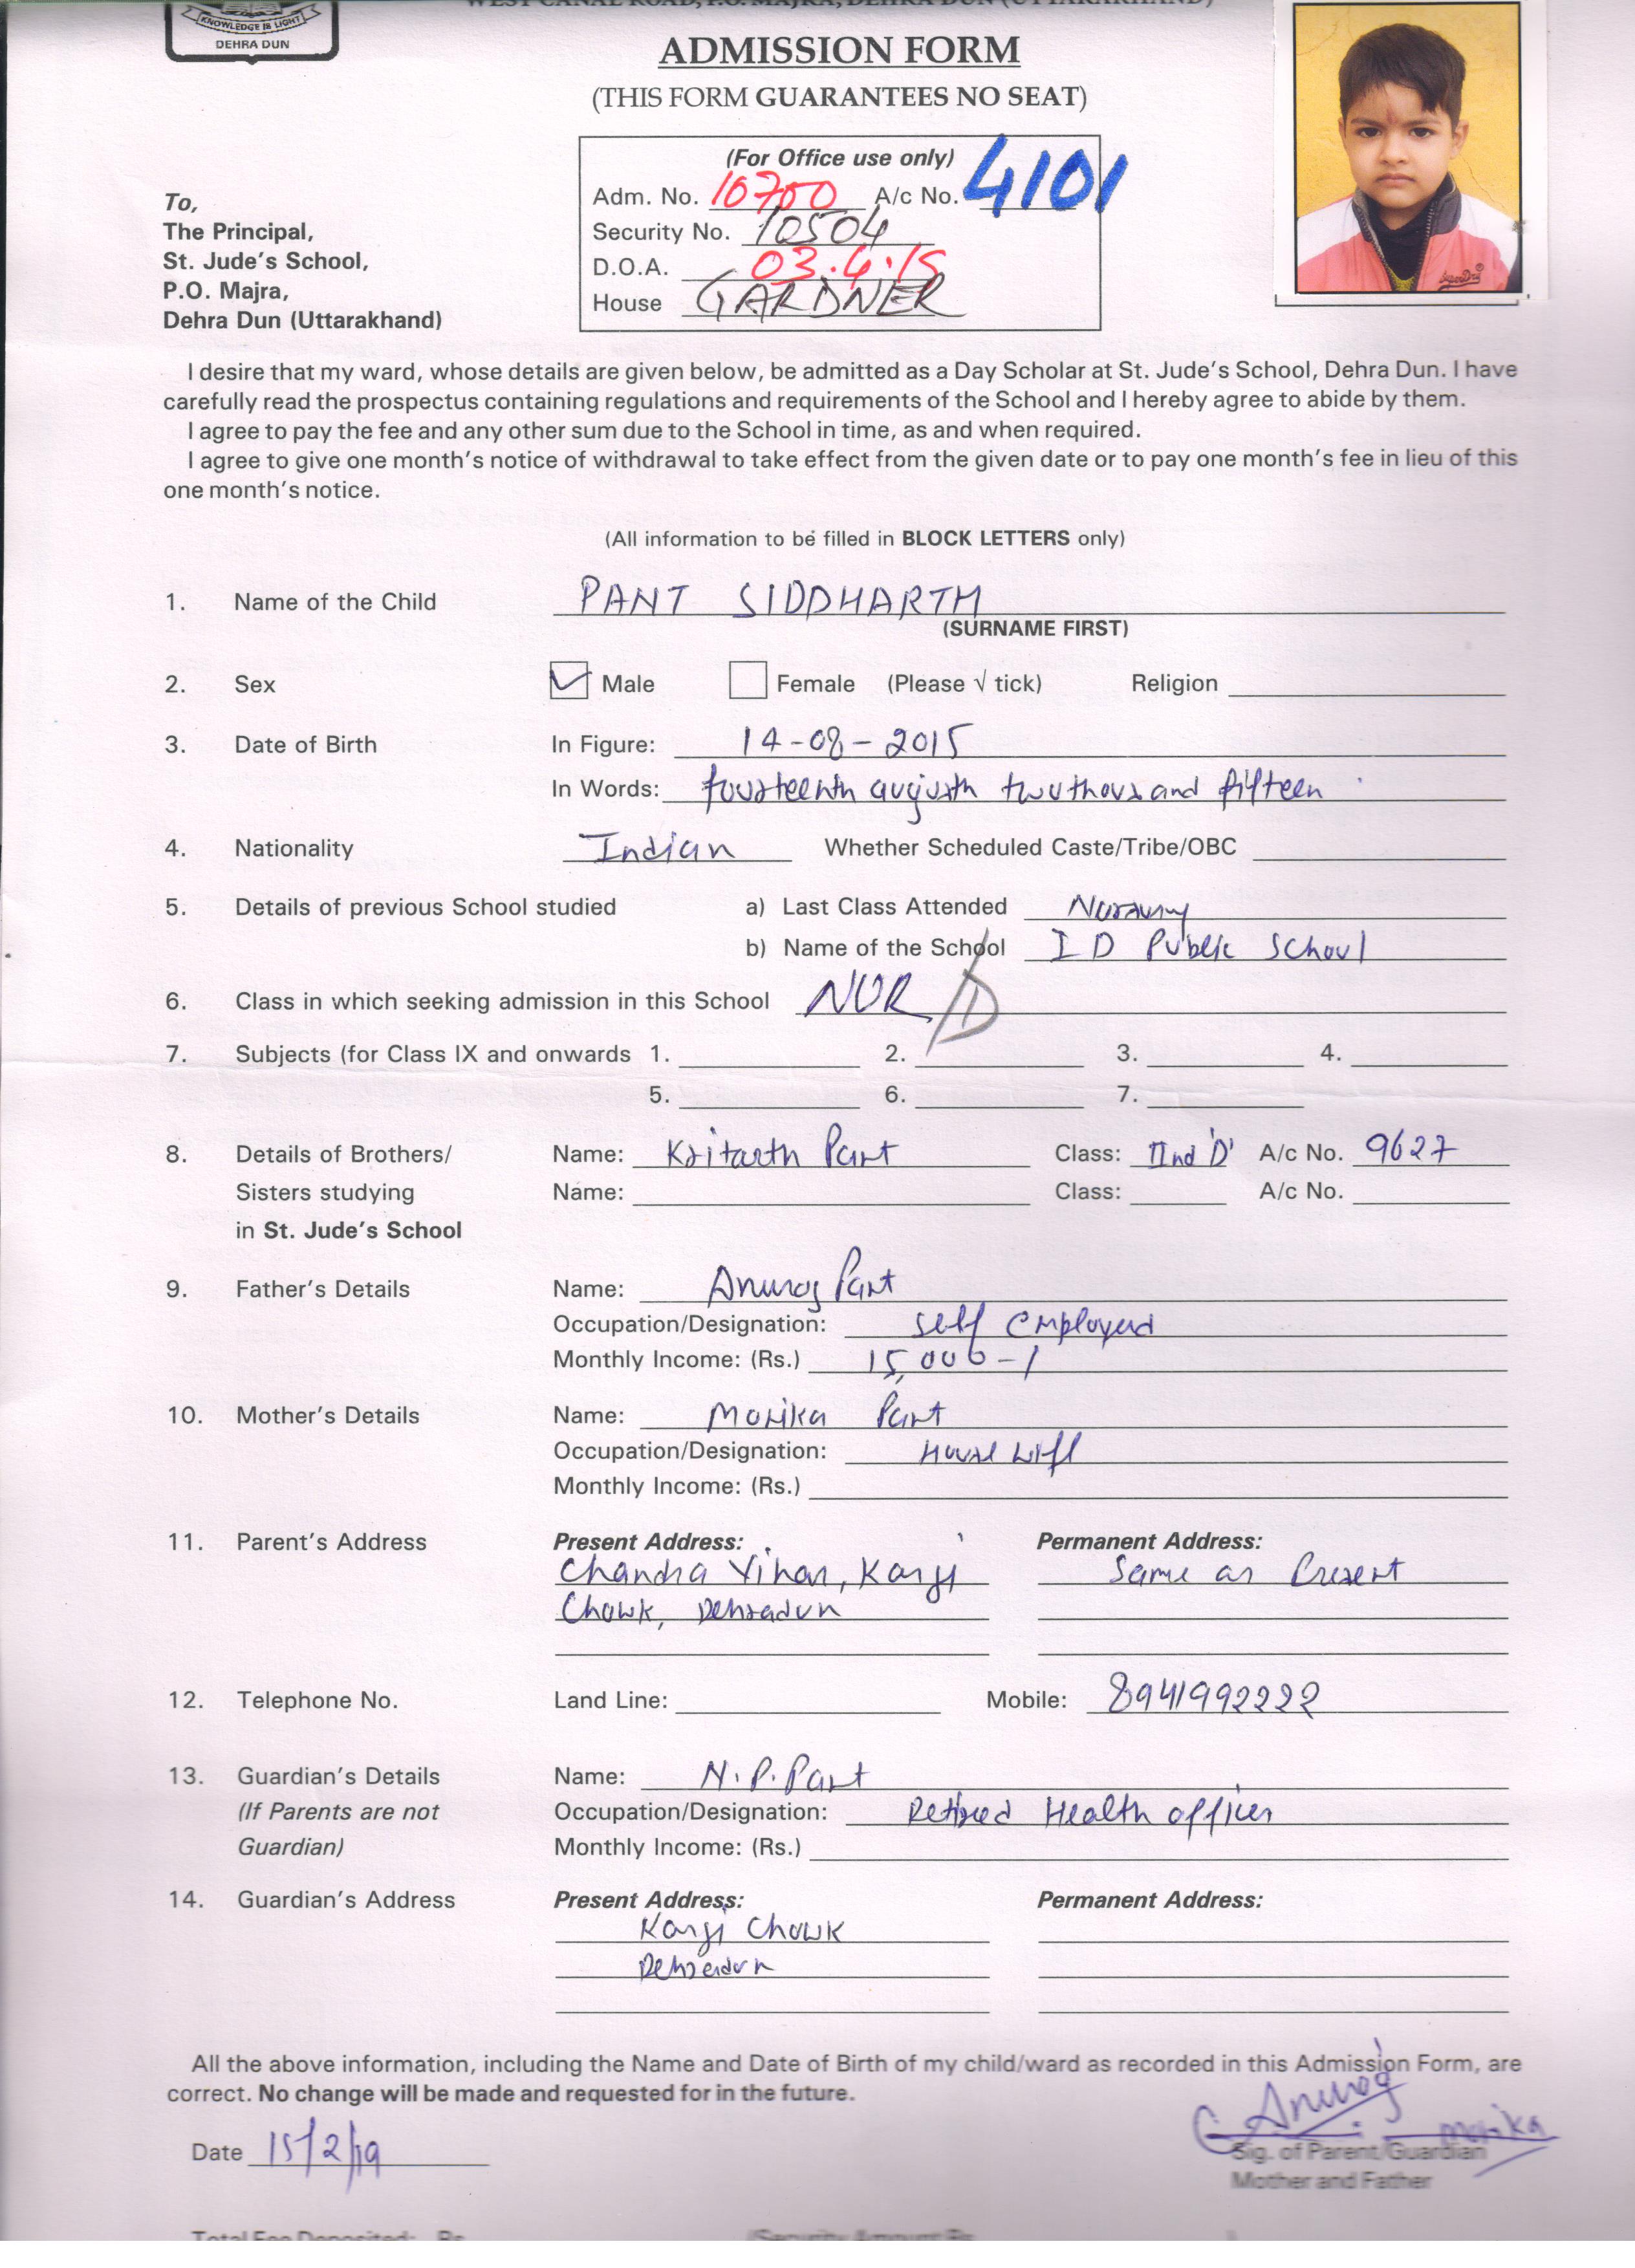 KNOWLEDGE IS LIGHT
DEHRA DUN
WEST CANAL ROAD, P.O. MAJRA, DEHRA DUN (UTTARAKHAND)
ADMISSION FORM
(THIS FORM GUARANTEES NO SEAT)
(For Office use only)
Adm. No. 10700 A/c No. 4101
Security No. 10504
D.O.A. 03.4.19
House GARDNER
To,
The Principal,
St. Jude's School,
P.O. Majra,
Dehra Dun (Uttarakhand)
I desire that my ward, whose details are given below, be admitted as a Day Scholar at St. Jude's School, Dehra Dun. I have
carefully read the prospectus containing regulations and requirements of the School and I hereby agree to abide by them.
I agree to pay the fee and any other sum due to the School in time, as and when required.
I agree to give one month's notice of withdrawal to take effect from the given date or to pay one month's fee in lieu of this
one month's notice.
(All information to be filled in BLOCK LETTERS only)
1. Name of the Child PANT SIDDHARTH
(SURNAME FIRST)
2. Sex Male Female (Please √ tick) Religion
3. Date of Birth In Figure: 14-08-2015
In Words: fourteenth augusth twothousand fifteen
4. Nationality Indian Whether Scheduled Caste/Tribe/OBC
5. Details of previous School studied a) Last Class Attended
b) Name of the School I D Public School
6. Class in which seeking admission in this School NUR D
7. Subjects (for Class IX and onwards 1. 2. 3. 4.
5. 6. 7.
8. Details of Brothers/ Name: Kritarth Pant Class: IInd 'D' A/c No. 9627
Sisters studying Name: Class: A/c No.
in St. Jude's School
9. Father's Details Name: Anurag Pant
Occupation/Designation: self employed
Monthly Income: (Rs.) 15,000-/
10. Mother's Details Name: Monika Pant
Occupation/Designation: House wife
Monthly Income: (Rs.)
11. Parent's Address Present Address: Permanent Address:
Chandra Vihar, Kargi Same as Present
Chowk, Dehradun
12. Telephone No. Land Line: Mobile: 8941992222
13. Guardian's Details Name: N.P. Pant
(If Parents are not Occupation/Designation: Retired Health officer
Guardian) Monthly Income: (Rs.)
14. Guardian's Address Present Address: Permanent Address:
Kargi Chowk
Dehradun
All the above information, including the Name and Date of Birth of my child/ward as recorded in this Admission Form, are
correct. No change will be made and requested for in the future.
Anurag Monika
Date 15/2/19
Sig. of Parent/Guardian
Mother and Father
Total Fee Deposited: Rs.